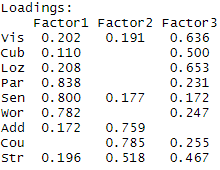 Loadings:
    Factor1 Factor2 Factor3
Vis 0.202   0.191   0.636
Cub 0.110           0.500
Loz 0.208           0.653
Par 0.838           0.231
Sen 0.800   0.177   0.172
Wor 0.782           0.247
Add 0.172   0.759
Cou         0.785   0.255
Str 0.196   0.518   0.467